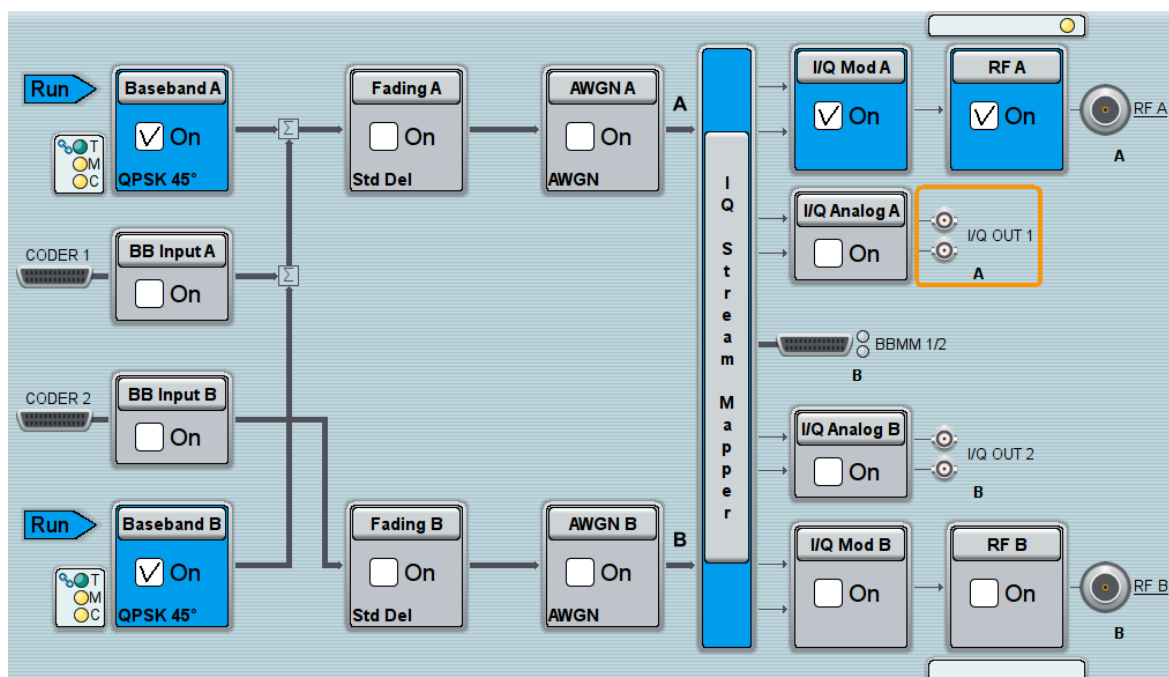 Run
Baseband A
On
T
M
C
QPSK 45°
Σ
Fading A
On
Std Del
AWGN A
On
AWGN
A
I/Q Mod A
On
RF A
On
RF A
A
CODER 1
BB Input A
On
Σ
I/Q Analog A
On
I/Q OUT 1
A
I Q Stream Mapper
BBMM 1/2
B
CODER 2
BB Input B
On
I/Q Analog B
On
I/Q OUT 2
B
Run
Baseband B
On
T
M
C
QPSK 45°
Fading B
On
Std Del
AWGN B
On
AWGN
B
I/Q Mod B
On
RF B
On
RF B
B